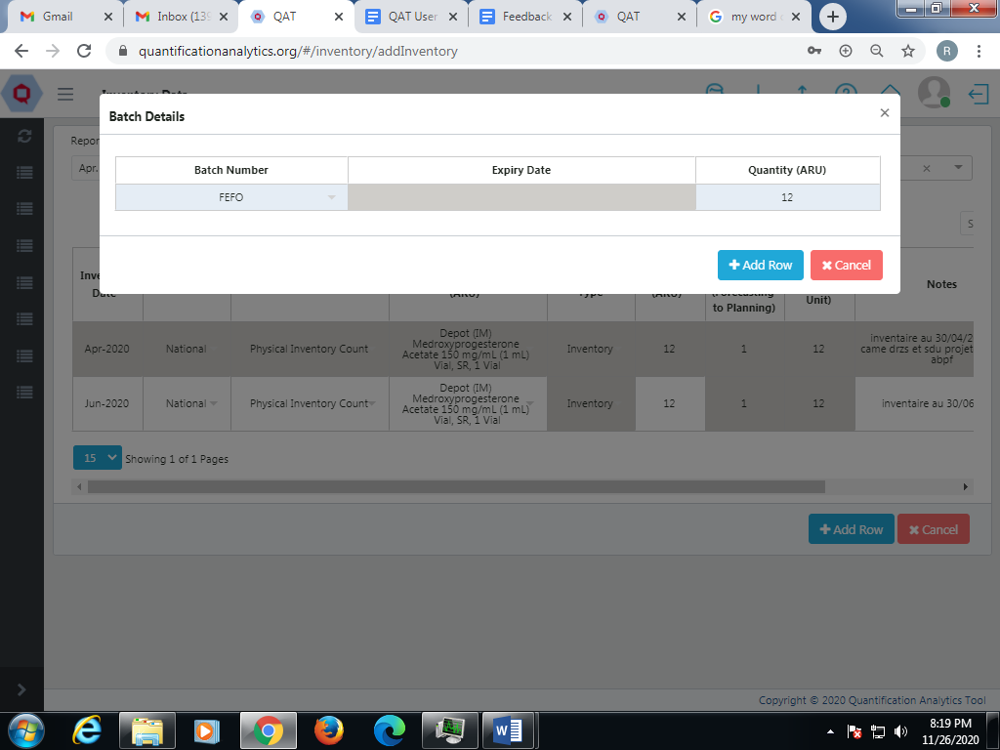 Gmail
Inbox (139
QAT
QAT User
Feedback
QAT
my word
quantificationanalytics.org/#/inventory/addInventory
R
Batch Details
Batch Number
Expiry Date
Quantity (ARU)
FEFO
12
Add Row
Cancel
Repor
Apr.
S
Inve
Date
(ARU)
Type
(ARU)
(Forecasting
to Planning)
Unit)
Notes
Apr-2020
National
Physical Inventory Count
Depot (IM)
Medroxyprogesterone
Acetate 150 mg/mL (1 mL)
Vial, SR, 1 Vial
Inventory
12
1
12
inventaire au 30/04/2
came drzs et sdu projet
abpf
Jun-2020
National
Physical Inventory Count
Depot (IM)
Medroxyprogesterone
Acetate 150 mg/mL (1 mL)
Vial, SR, 1 Vial
Inventory
12
1
12
inventaire au 30/06
15
Showing 1 of 1 Pages
Add Row
Cancel
Copyright © 2020 Quantification Analytics Tool
8:19 PM
11/26/2020